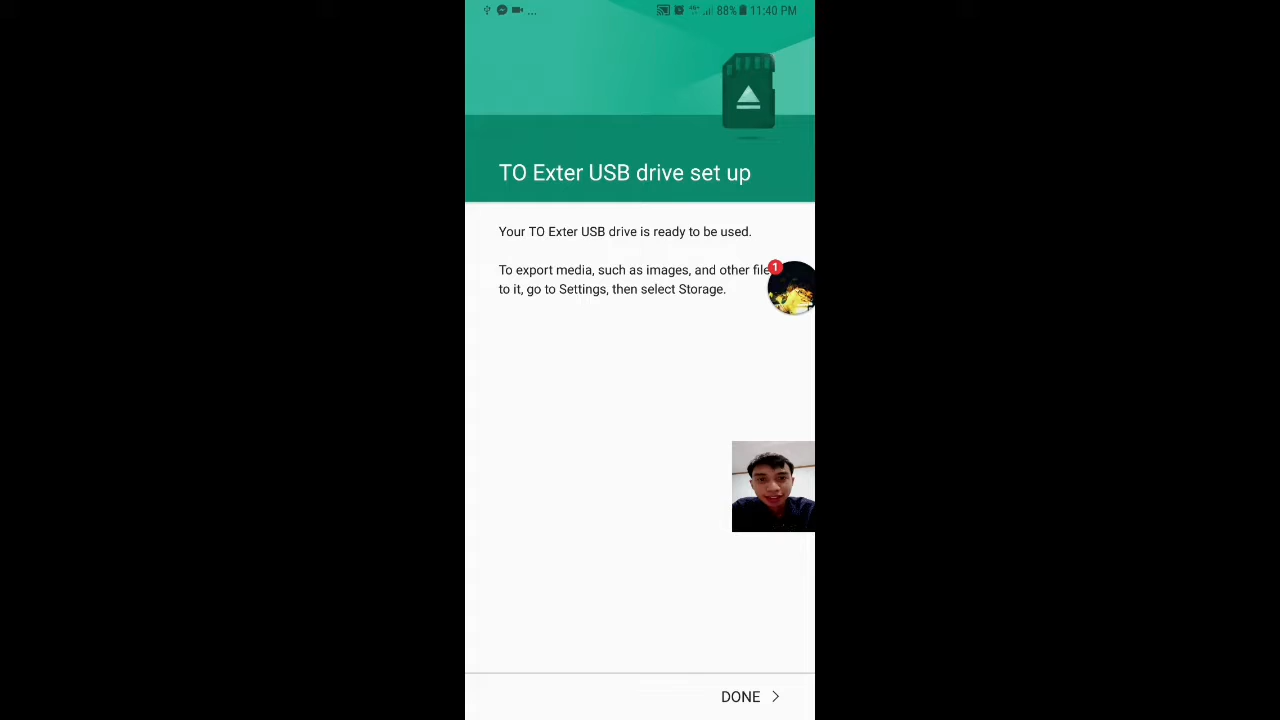 ... 88% 11:40 PM
TO Exter USB drive set up
Your TO Exter USB drive is ready to be used.
To export media, such as images, and other file
to it, go to Settings, then select Storage.
1
DONE